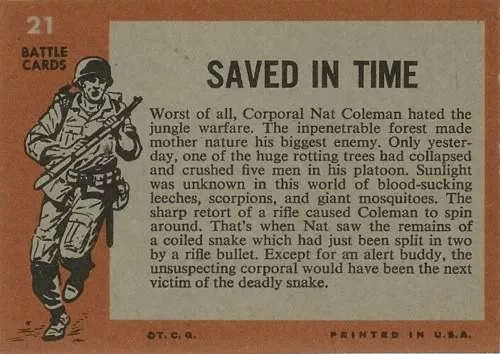 21
BATTLE
CARDS
SAVED IN TIME
Worst of all, Corporal Nat Coleman hated the
jungle warfare. The inpenetrable forest made
mother nature his biggest enemy. Only yester-
day, one of the huge rotting trees had collapsed
and crushed five men in his platoon. Sunlight
was unknown in this world of blood-sucking
leeches, scorpions, and giant mosquitoes. The
sharp retort of a rifle caused Coleman to spin
around. That's when Nat saw the remains of
a coiled snake which had just been split in two
by a rifle bullet. Except for an alert buddy, the
unsuspecting corporal would have been the next
victim of the deadly snake.
©T. C. G. PRINTED IN U.S.A.